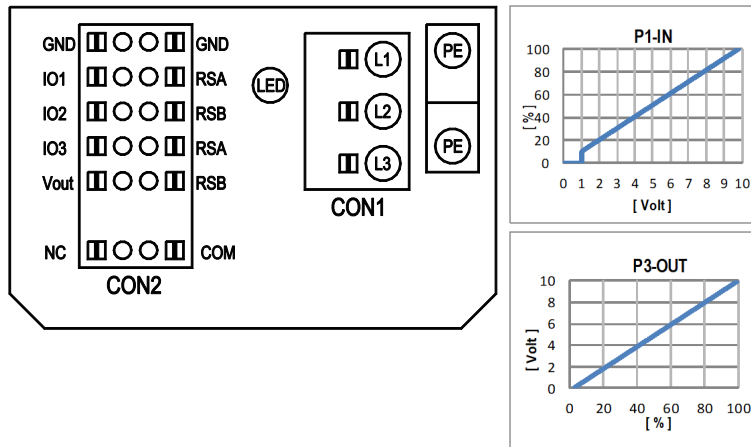 GND GND
IO1 RSA
IO2 RSB
IO3 RSA
Vout RSB
NC COM
CON2
LED
L1
L2
L3
CON1
PE
PE
P1-IN
100
80
60
40
20
0
[ % ]
0 1 2 3 4 5 6 7 8 9 10
[ Volt ]
P3-OUT
10
8
6
4
2
0
[ Volt ]
0 20 40 60 80 100
[ % ]